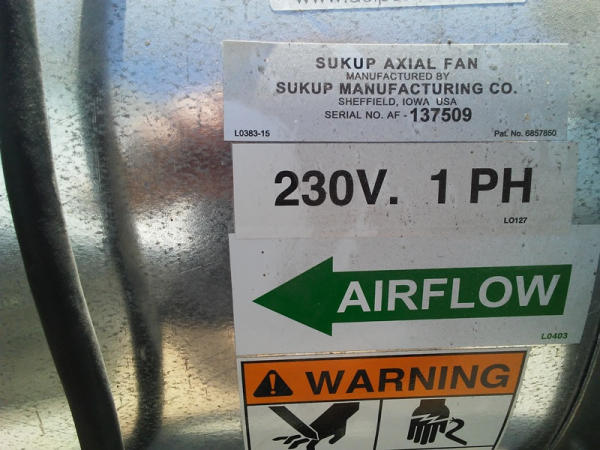 SUKUP AXIAL FAN
MANUFACTURED BY
SUKUP MANUFACTURING CO.
SHEFFIELD, IOWA USA
SERIAL NO. AF - 137509
L0383-15 Pat. No. 6857850
230V. 1 PH
LO127
AIRFLOW
L0403
WARNING